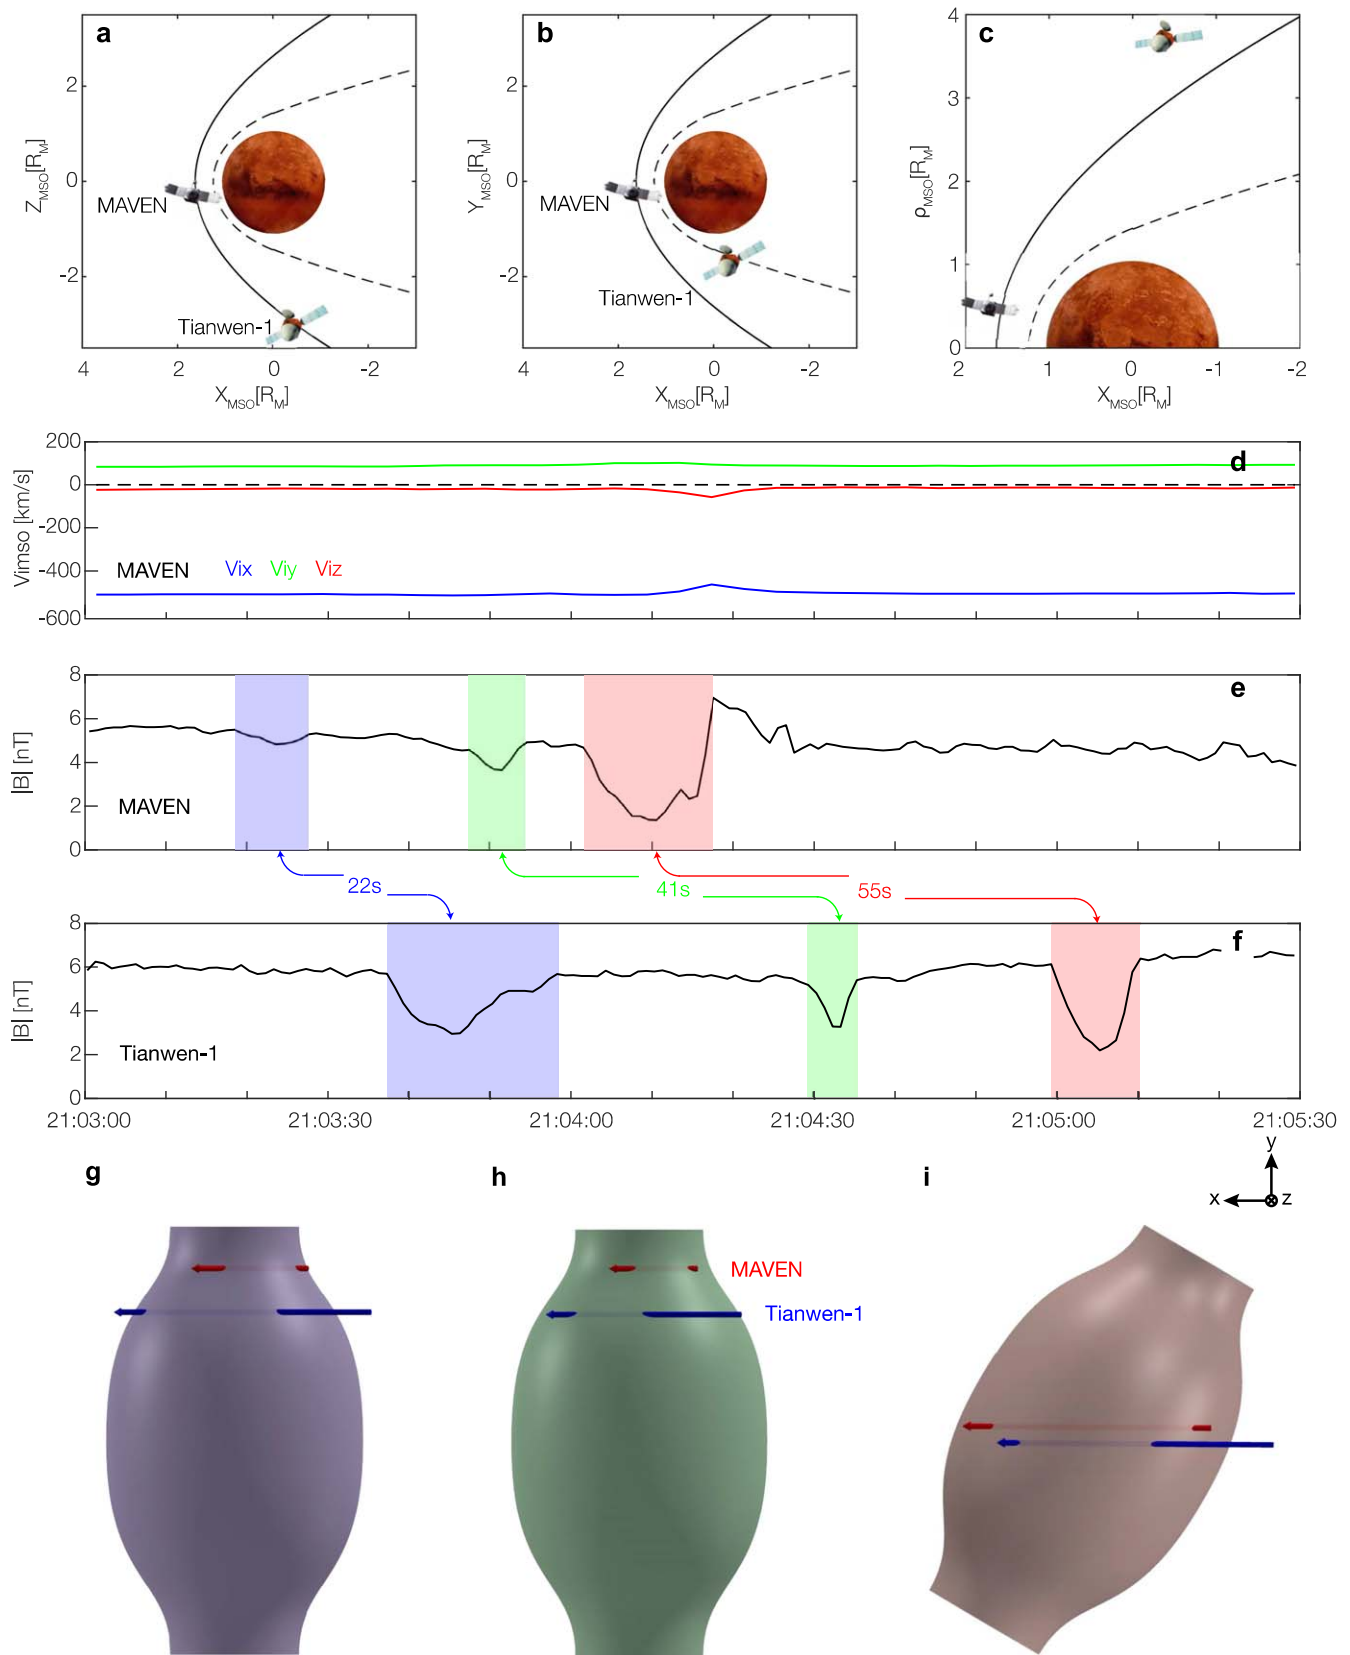 a
b
c
2
0
-2
Z_MSO[R_M]
MAVEN
Tianwen-1
4
2
0
-2
X_MSO[R_M]
2
0
-2
Y_MSO[R_M]
MAVEN
Tianwen-1
4
2
0
-2
X_MSO[R_M]
4
3
2
1
0
ρ_MSO[R_M]
2
1
0
-1
-2
X_MSO[R_M]
200
0
-200
-400
-600
Vimso [km/s]
d
MAVEN Vix Viy Viz
8
6
4
2
0
|B| [nT]
e
MAVEN
22s
41s
55s
8
6
4
2
0
|B| [nT]
f
Tianwen-1
21:03:00
21:03:30
21:04:00
21:04:30
21:05:00
21:05:30
g
h
i
y
x
z
MAVEN
Tianwen-1